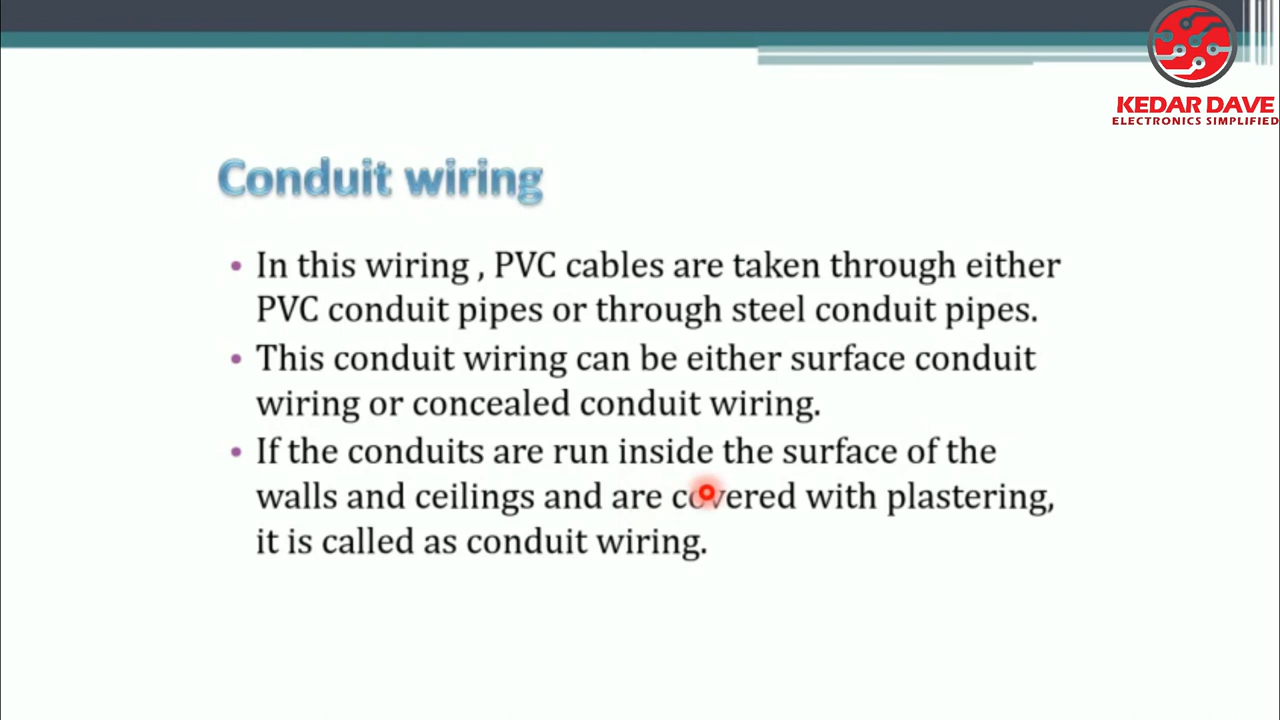 KEDAR DAVE
ELECTRONICS SIMPLIFIED
Conduit wiring
• In this wiring , PVC cables are taken through either
PVC conduit pipes or through steel conduit pipes.
• This conduit wiring can be either surface conduit
wiring or concealed conduit wiring.
• If the conduits are run inside the surface of the
walls and ceilings and are covered with plastering,
it is called as conduit wiring.